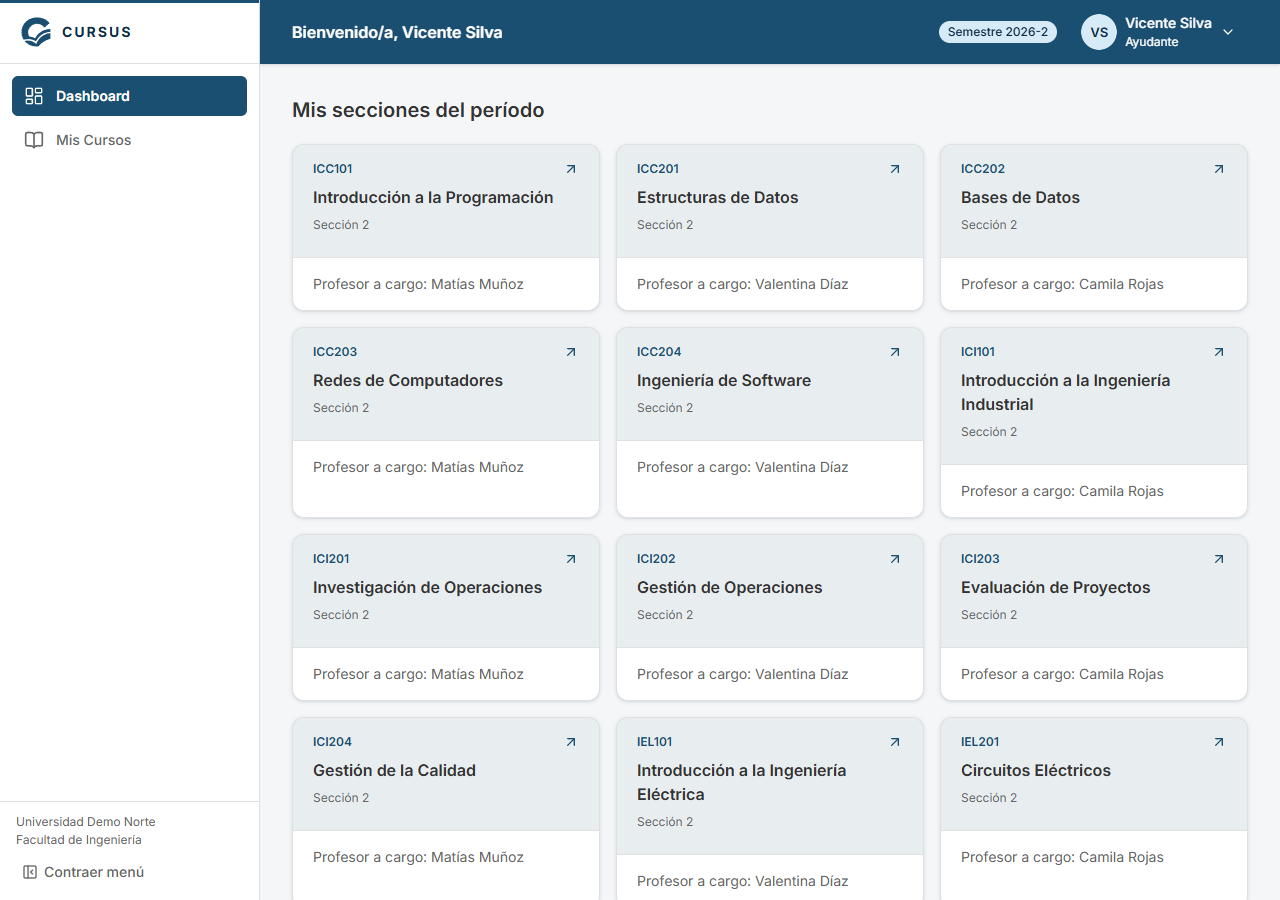 CURSUS
Bienvenido/a, Vicente Silva
Semestre 2026-2
VS
Vicente Silva
Ayudante
Dashboard
Mis Cursos
Mis secciones del período
ICC101
Introducción a la Programación
Sección 2
Profesor a cargo: Matías Muñoz
ICC201
Estructuras de Datos
Sección 2
Profesor a cargo: Valentina Díaz
ICC202
Bases de Datos
Sección 2
Profesor a cargo: Camila Rojas
ICC203
Redes de Computadores
Sección 2
Profesor a cargo: Matías Muñoz
ICC204
Ingeniería de Software
Sección 2
Profesor a cargo: Valentina Díaz
ICI101
Introducción a la Ingeniería
Industrial
Sección 2
Profesor a cargo: Camila Rojas
ICI201
Investigación de Operaciones
Sección 2
Profesor a cargo: Matías Muñoz
ICI202
Gestión de Operaciones
Sección 2
Profesor a cargo: Valentina Díaz
ICI203
Evaluación de Proyectos
Sección 2
Profesor a cargo: Camila Rojas
ICI204
Gestión de la Calidad
Sección 2
Profesor a cargo: Matías Muñoz
IEL101
Introducción a la Ingeniería
Eléctrica
Sección 2
Profesor a cargo: Valentina Díaz
IEL201
Circuitos Eléctricos
Sección 2
Profesor a cargo: Camila Rojas
Universidad Demo Norte
Facultad de Ingeniería
Contraer menú